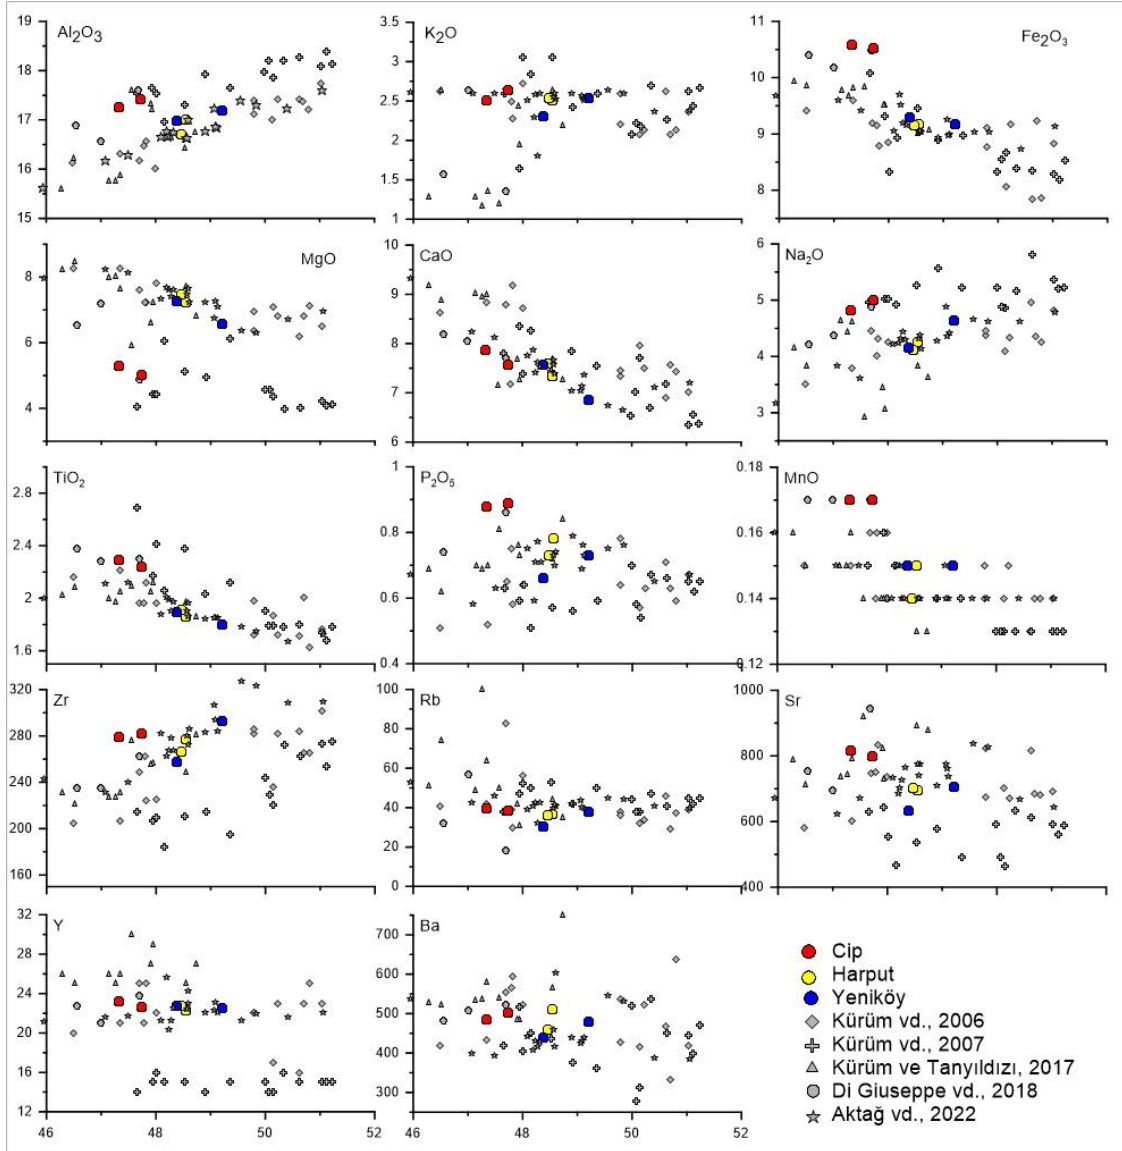 Al₂O₃
19
18
17
16
15
K₂O
3.5
3
2.5
2
1.5
1
Fe₂O₃
11
10
9
8
MgO
8
6
4
CaO
10
9
8
7
6
Na₂O
6
5
4
3
TiO₂
2.8
2.4
2
1.6
P₂O₅
1
0.8
0.6
0.4
MnO
0.18
0.16
0.14
0.12
Zr
320
280
240
200
160
Rb
100
80
60
40
20
0
Sr
1000
800
600
400
Y
32
28
24
20
16
12
46 48 50 52
Ba
700
600
500
400
300
46 48 50 52
Cip
Harput
Yeniköy
Kürüm vd., 2006
Kürüm vd., 2007
Kürüm ve Tanyıldızı, 2017
Di Giuseppe vd., 2018
Aktağ vd., 2022